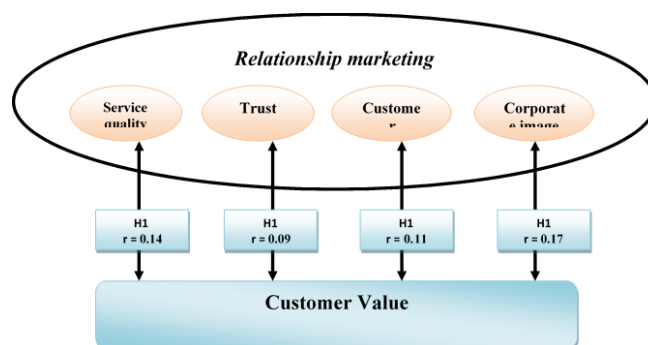 Relationship marketing
Service
quality
Trust
Custome
r
Corporat
e image
H1
r = 0.14
H1
r = 0.09
H1
r = 0.11
H1
r = 0.17
Customer Value